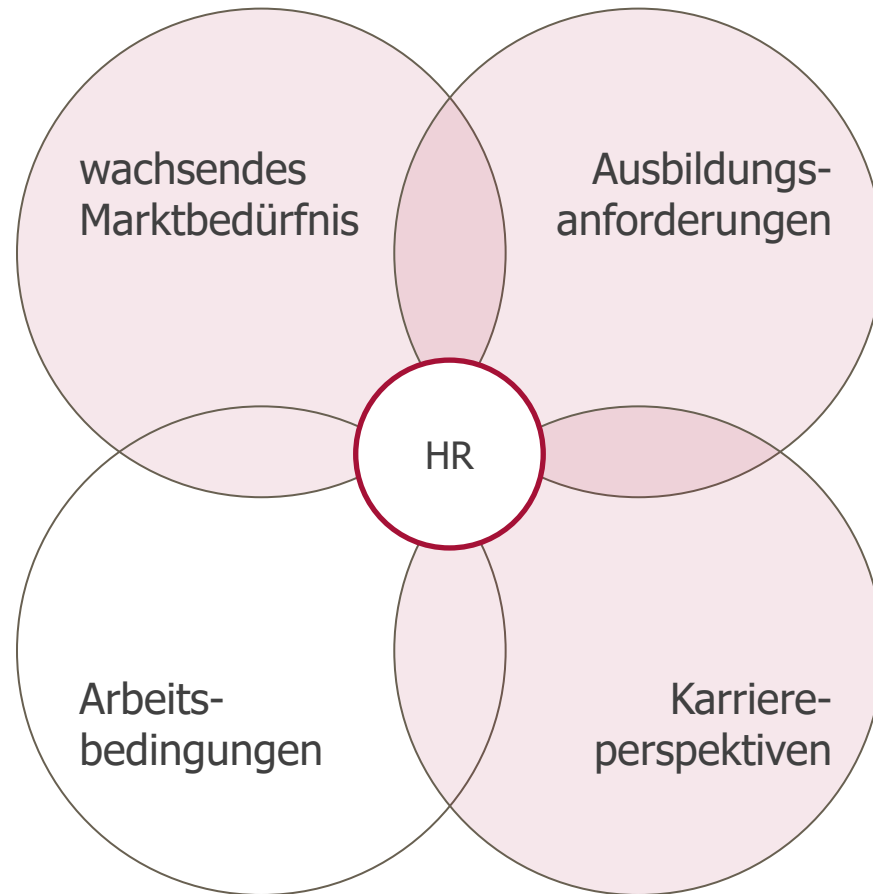 wachsendes
Marktbedürfnis
Ausbildungs-
anforderungen
HR
Arbeits-
bedingungen
Karriere-
perspektiven